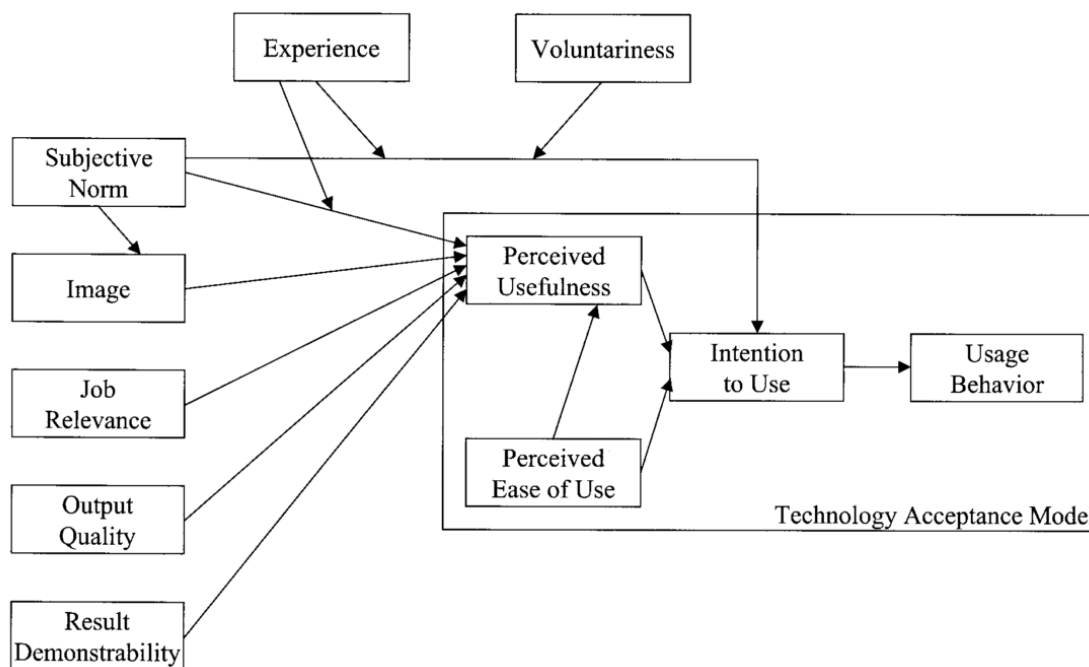 Experience
Voluntariness
Subjective
Norm
Image
Perceived
Usefulness
Job
Relevance
Intention
to Use
Usage
Behavior
Perceived
Ease of Use
Output
Quality
Technology Acceptance Mode
Result
Demonstrability